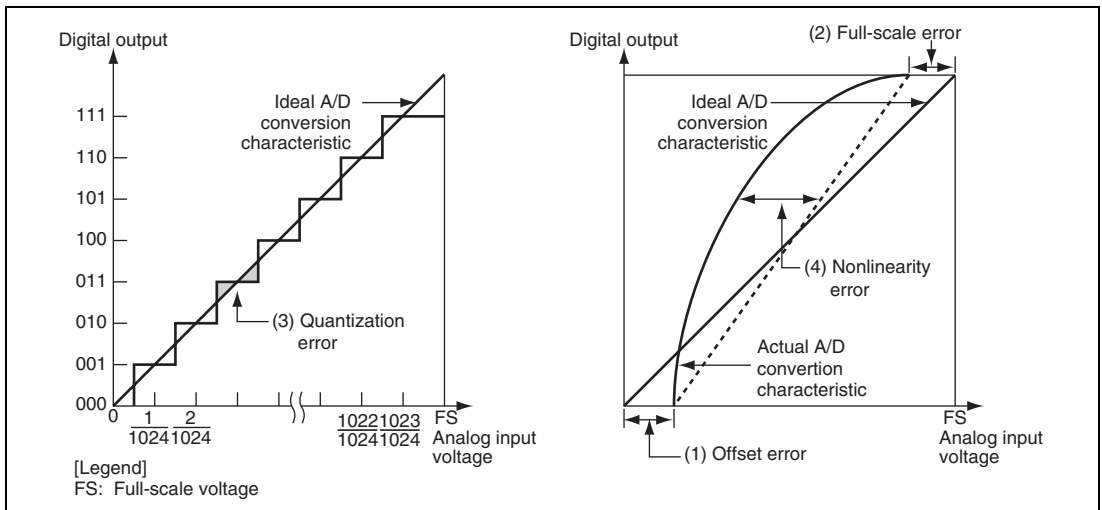 Digital output
111
110
101
100
011
010
001
000
0
1
1024
2
1024
1022
1024
1023
1024
FS
Analog input
voltage
Ideal A/D
conversion
characteristic
(3) Quantization
error
[Legend]
FS: Full-scale voltage
Digital output
(2) Full-scale error
Ideal A/D
conversion
characteristic
(4) Nonlinearity
error
Actual A/D
convertion
characteristic
FS
Analog input
voltage
(1) Offset error